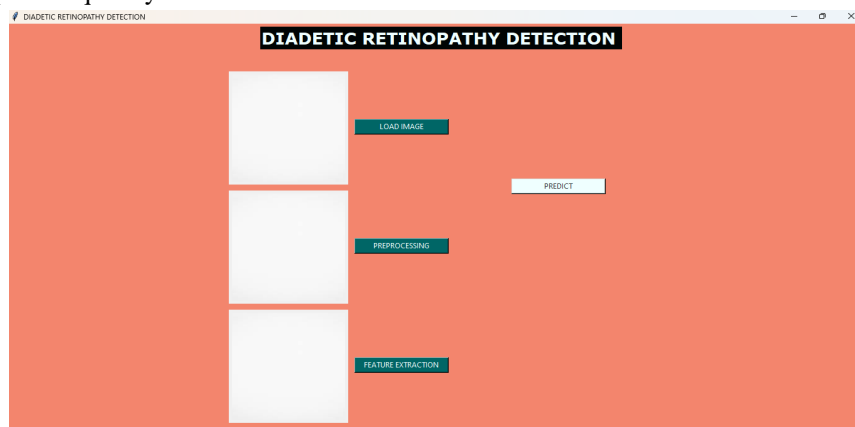 DIADETIC RETINOPATHY DETECTION
DIADETIC RETINOPATHY DETECTION
LOAD IMAGE
PREDICT
PREPROCESSING
FEATURE EXTRACTION